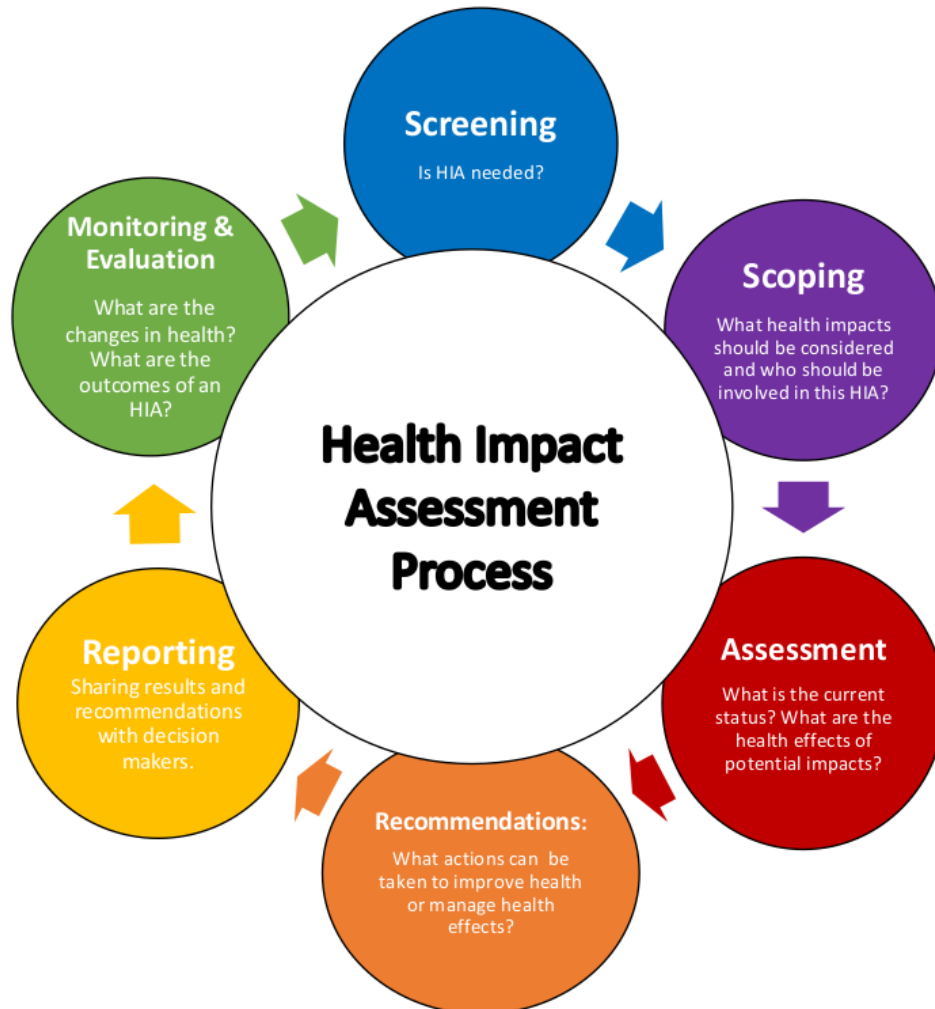 Screening
Is HIA needed?
Scoping
What health impacts
should be considered
and who should be
involved in this HIA?
Assessment
What is the current
status? What are the
health effects of
potential impacts?
Recommendations:
What actions can be
taken to improve health
or manage health
effects?
Reporting
Sharing results and
recommendations
with decision
makers.
Monitoring &
Evaluation
What are the
changes in health?
What are the
outcomes of an
HIA?
Health Impact
Assessment
Process